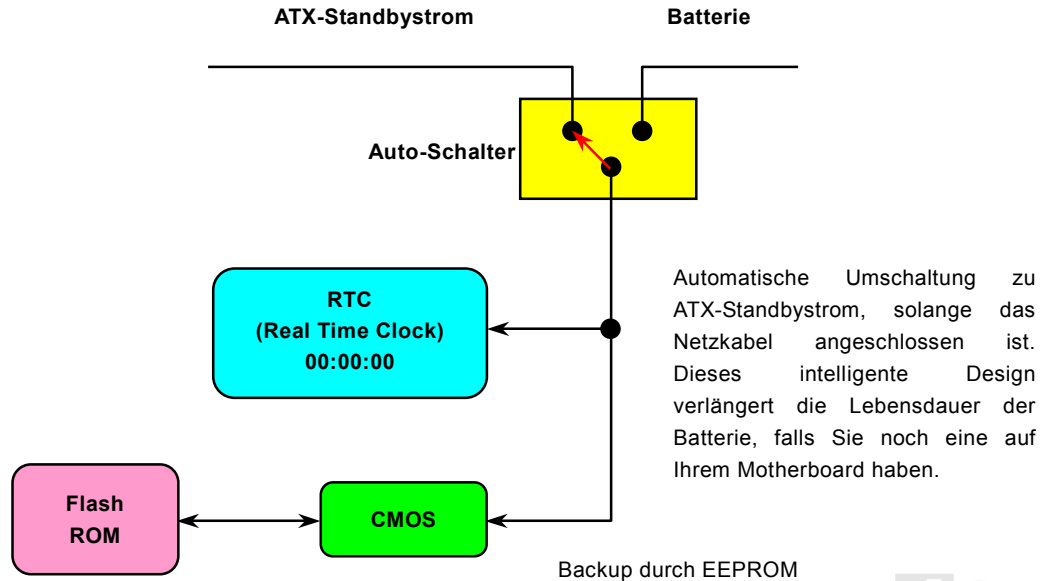 ATX-Standbystrom
Batterie
Auto-Schalter
RTC
(Real Time Clock)
00:00:00
Automatische Umschaltung zu
ATX-Standbystrom, solange das
Netzkabel angeschlossen ist.
Dieses intelligente Design
verlängert die Lebensdauer der
Batterie, falls Sie noch eine auf
Ihrem Motherboard haben.
Flash
ROM
CMOS
Backup durch EEPROM